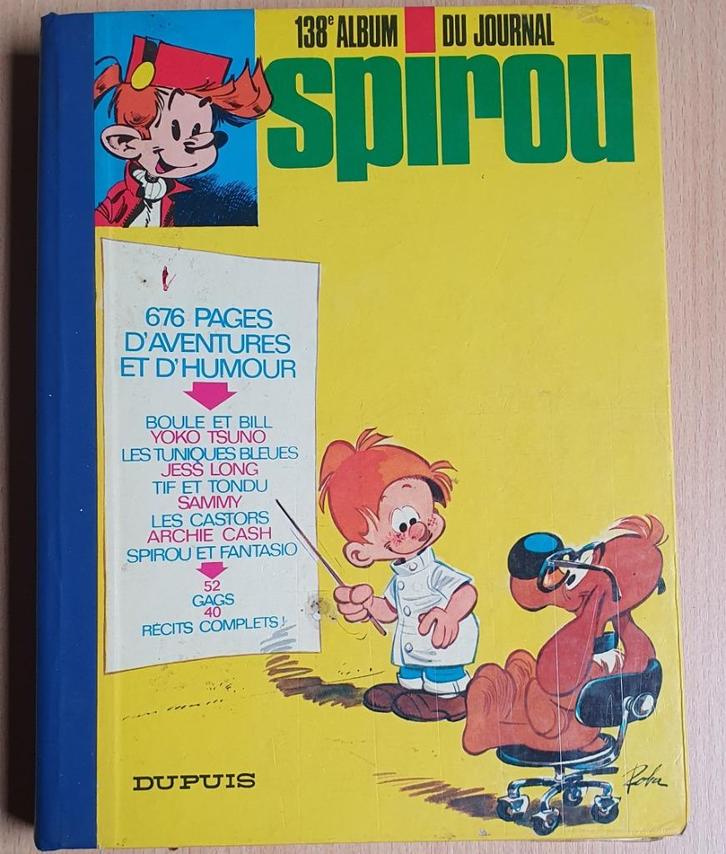 138e ALBUM DU JOURNAL
spirou
676 PAGES
D'AVENTURES
ET D'HUMOUR
BOULE ET BILL
YOKO TSUNO
LES TUNIQUES BLEUES
JESS LONG
TIF ET TONDU
SAMMY
LES CASTORS
ARCHIE CASH
SPIROU ET FANTASIO
52
GAGS
40
RÉCITS COMPLETS!
DUPUIS
Roba